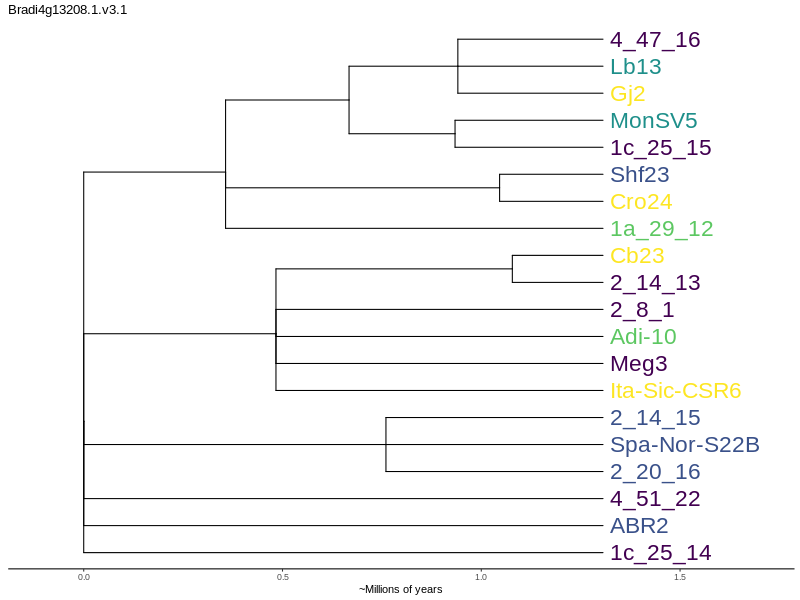 Bradi4g13208.1.v3.1
4_47_16
Lb13
Gj2
MonSV5
1c_25_15
Shf23
Cro24
1a_29_12
Cb23
2_14_13
2_8_1
Adi-10
Meg3
Ita-Sic-CSR6
2_14_15
Spa-Nor-S22B
2_20_16
4_51_22
ABR2
1c_25_14
0.0 0.5 1.0 1.5
~Millions of years